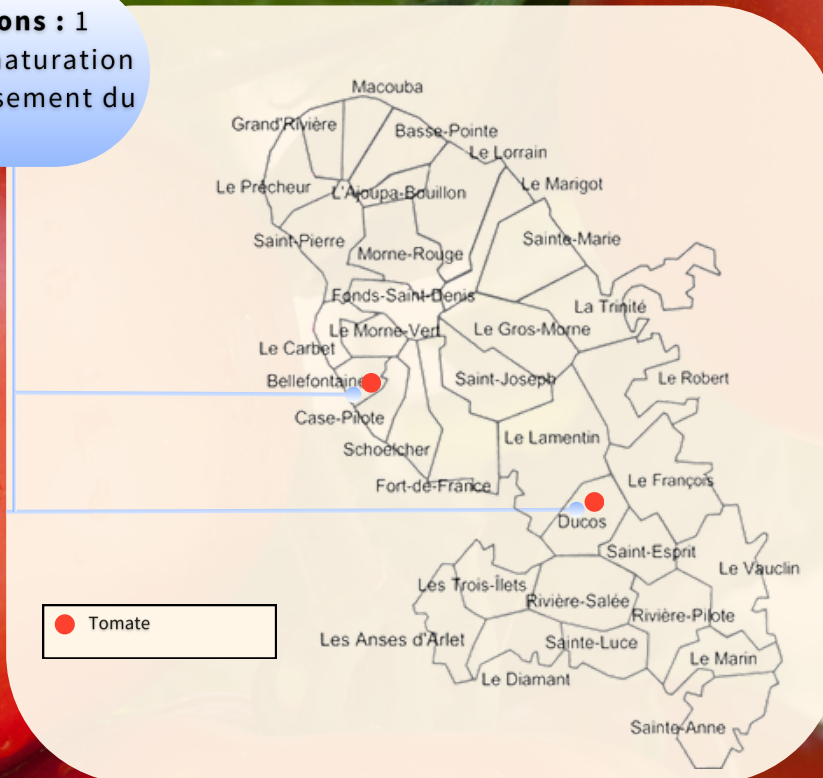 ons : 1
naturation
sement du
Macouba
Grand'Rivière
Basse-Pointe
Le Lorrain
Le Prêcheur
L'Ajoupa-Bouillon
Le Marigot
Saint-Pierre
Morne-Rouge
Sainte-Marie
Fonds-Saint-Denis
La Trinité
Le Morne-Vert
Le Gros-Morne
Le Carbet
Bellefontaine
Saint-Joseph
Le Robert
Case-Pilote
Schoelcher
Le Lamentin
Fort-de-France
Le François
Ducos
Saint-Esprit
Le Vauclin
Les Trois-Îlets
Rivière-Salée
Rivière-Pilote
Tomate
Les Anses d'Arlet
Sainte-Luce
Le Marin
Le Diamant
Sainte-Anne